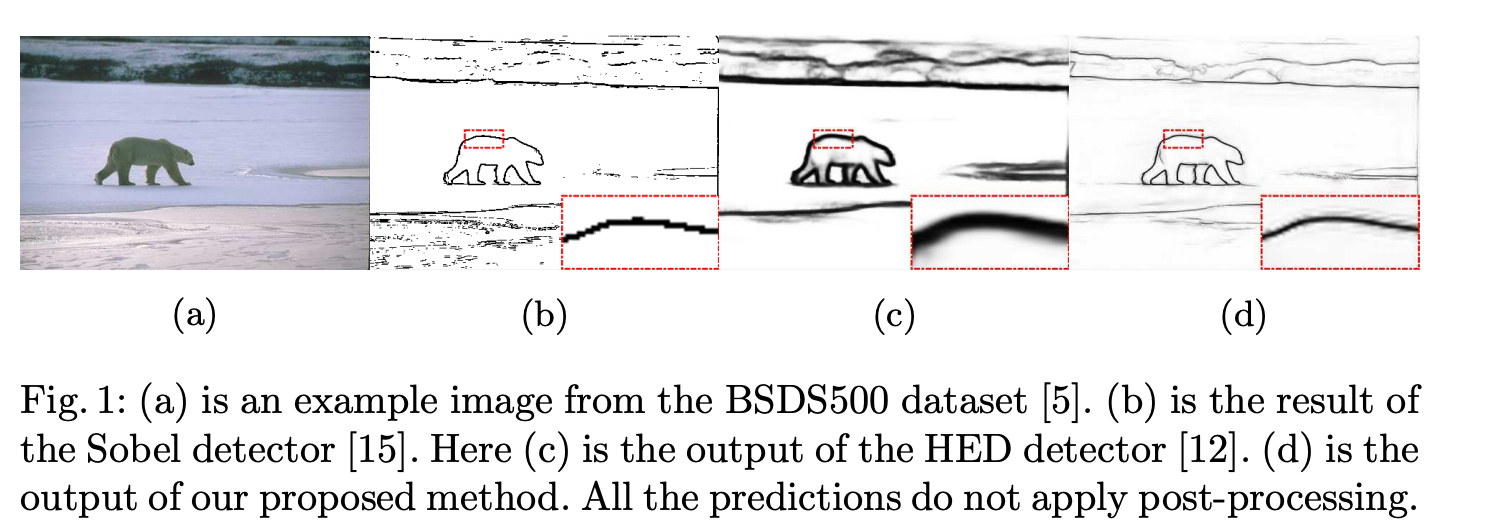 (a) (b) (c) (d)
Fig. 1: (a) is an example image from the BSDS500 dataset [5]. (b) is the result of
the Sobel detector [15]. Here (c) is the output of the HED detector [12]. (d) is the
output of our proposed method. All the predictions do not apply post-processing.